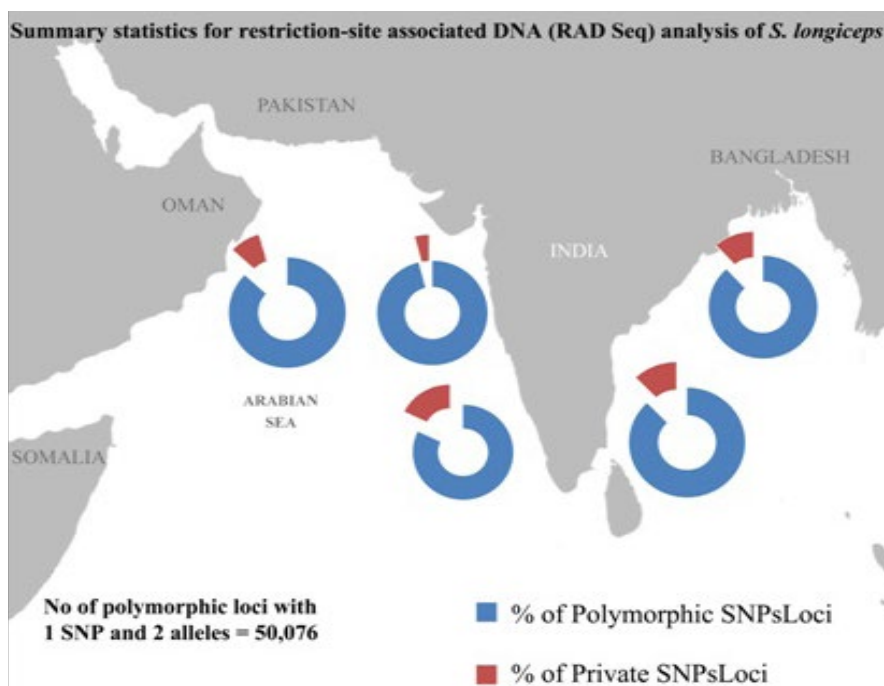 Summary statistics for restriction-site associated DNA (RAD Seq) analysis of S. longiceps
PAKISTAN
BANGLADESH
OMAN
INDIA
ARABIAN
SEA
SOMALIA
No of polymorphic loci with
1 SNP and 2 alleles = 50,076
% of Polymorphic SNPsLoci
% of Private SNPsLoci